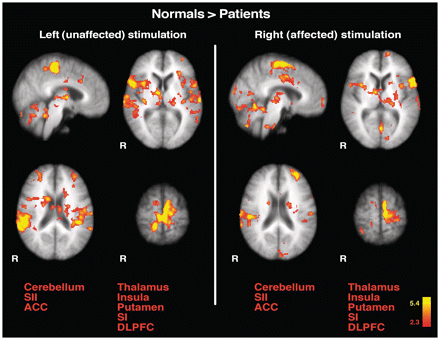 Normals > Patients
Left (unaffected) stimulation
Right (affected) stimulation
R
R
R
R
R
R
Cerebellum
SII
ACC
Thalamus
Insula
Putamen
SI
DLPFC
Cerebellum
SII
ACC
Thalamus
Insula
Putamen
SI
DLPFC
5.4
2.3